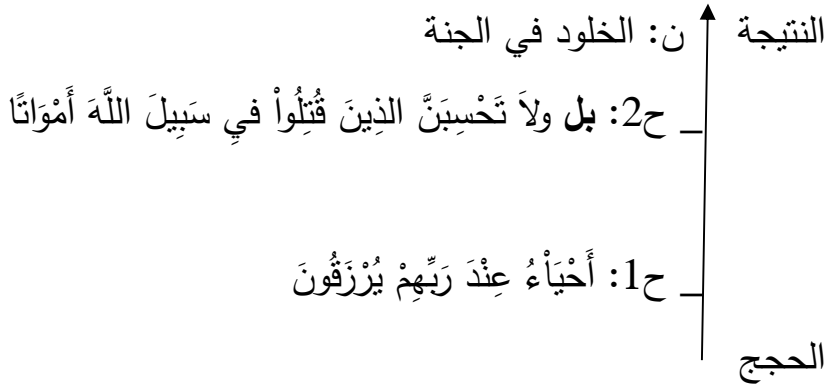 النتيجة ن: الخلود في الجنة
ح2: بل ولاَ تَحْسِبَنَّ الذِينَ قُتِلُواْ في سَبِيلَ اللَّهَ أَمْوَاتًا
ح1: أَحْيَاْءُ عِنْدَ رَبِّهِمْ يُرْزَقُونَ
الحجج